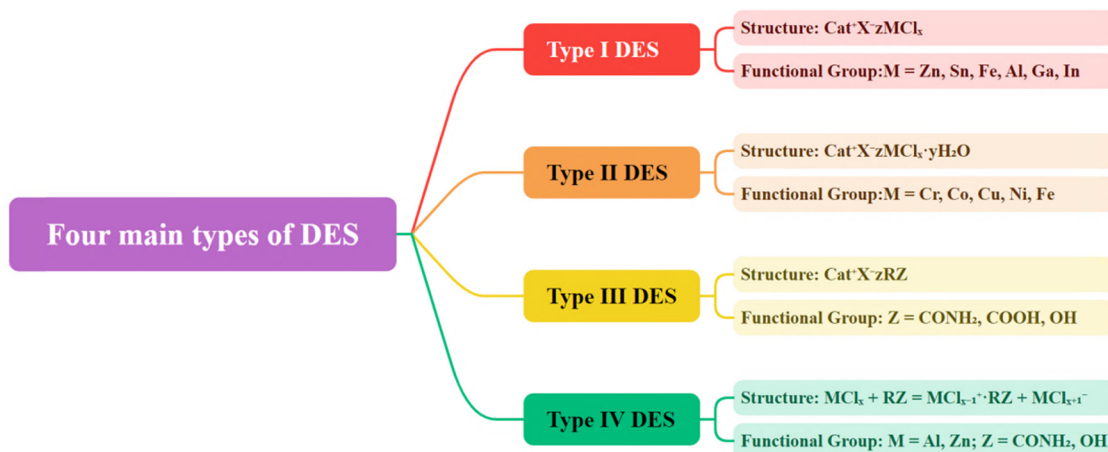 Four main types of DES
Type I DES
Structure: Cat⁺X⁻zMClₓ
Functional Group:M = Zn, Sn, Fe, Al, Ga, In
Type II DES
Structure: Cat⁺X⁻zMClₓ·yH₂O
Functional Group:M = Cr, Co, Cu, Ni, Fe
Type III DES
Structure: Cat⁺X⁻zRZ
Functional Group: Z = CONH₂, COOH, OH
Type IV DES
Structure: MClₓ + RZ = MClₓ₋₁⁺·RZ + MClₓ₊₁⁻
Functional Group: M = Al, Zn; Z = CONH₂, OH